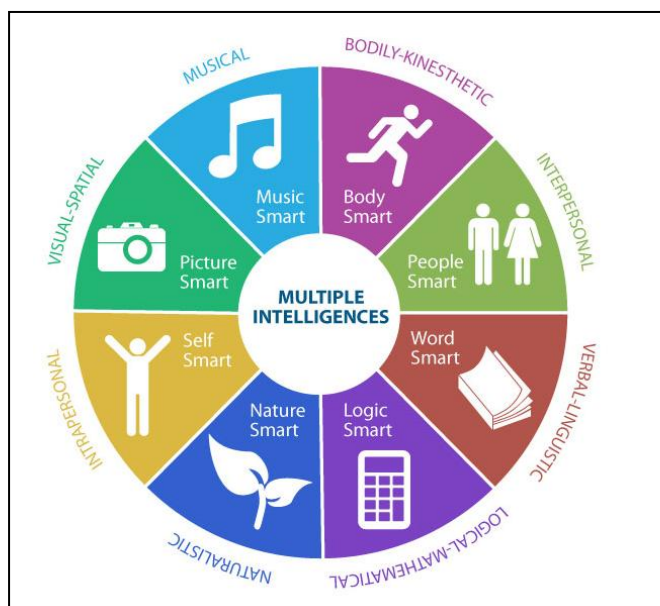 MUSICAL
BODILY-KINESTHETIC
INTERPERSONAL
VERBAL-LINGUISTIC
LOGICAL-MATHEMATICAL
NATURALISTIC
INTRAPERSONAL
VISUAL-SPATIAL
Music
Smart
Body
Smart
People
Smart
Word
Smart
Logic
Smart
Nature
Smart
Self
Smart
Picture
Smart
MULTIPLE
INTELLIGENCES